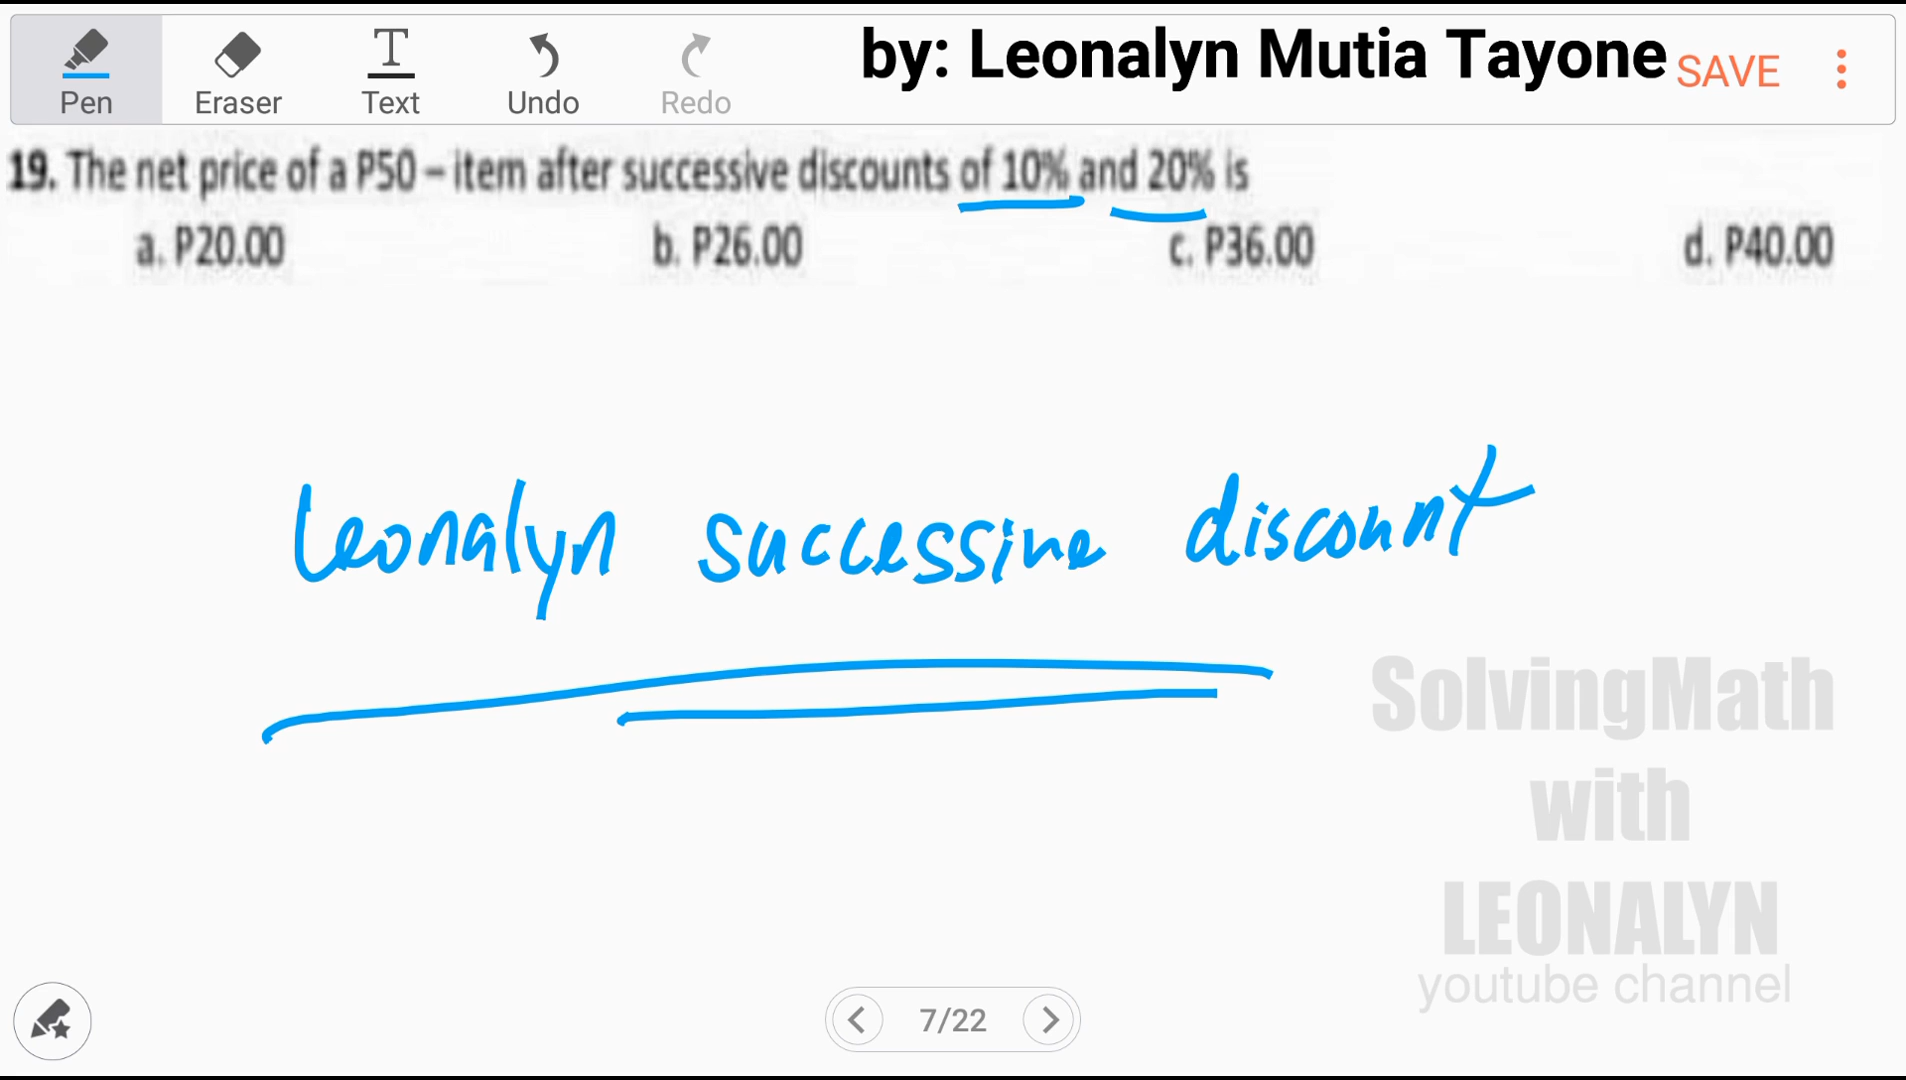 by: Leonalyn Mutia Tayone
SAVE
Pen
Eraser
Text
Undo
Redo
19. The net price of a P50 – item after successive discounts of 10% and 20% is
a. P20.00 b. P26.00 c. P36.00 d. P40.00
Leonalyn successive discount
SolvingMath
with
LEONALYN
youtube channel
7/22